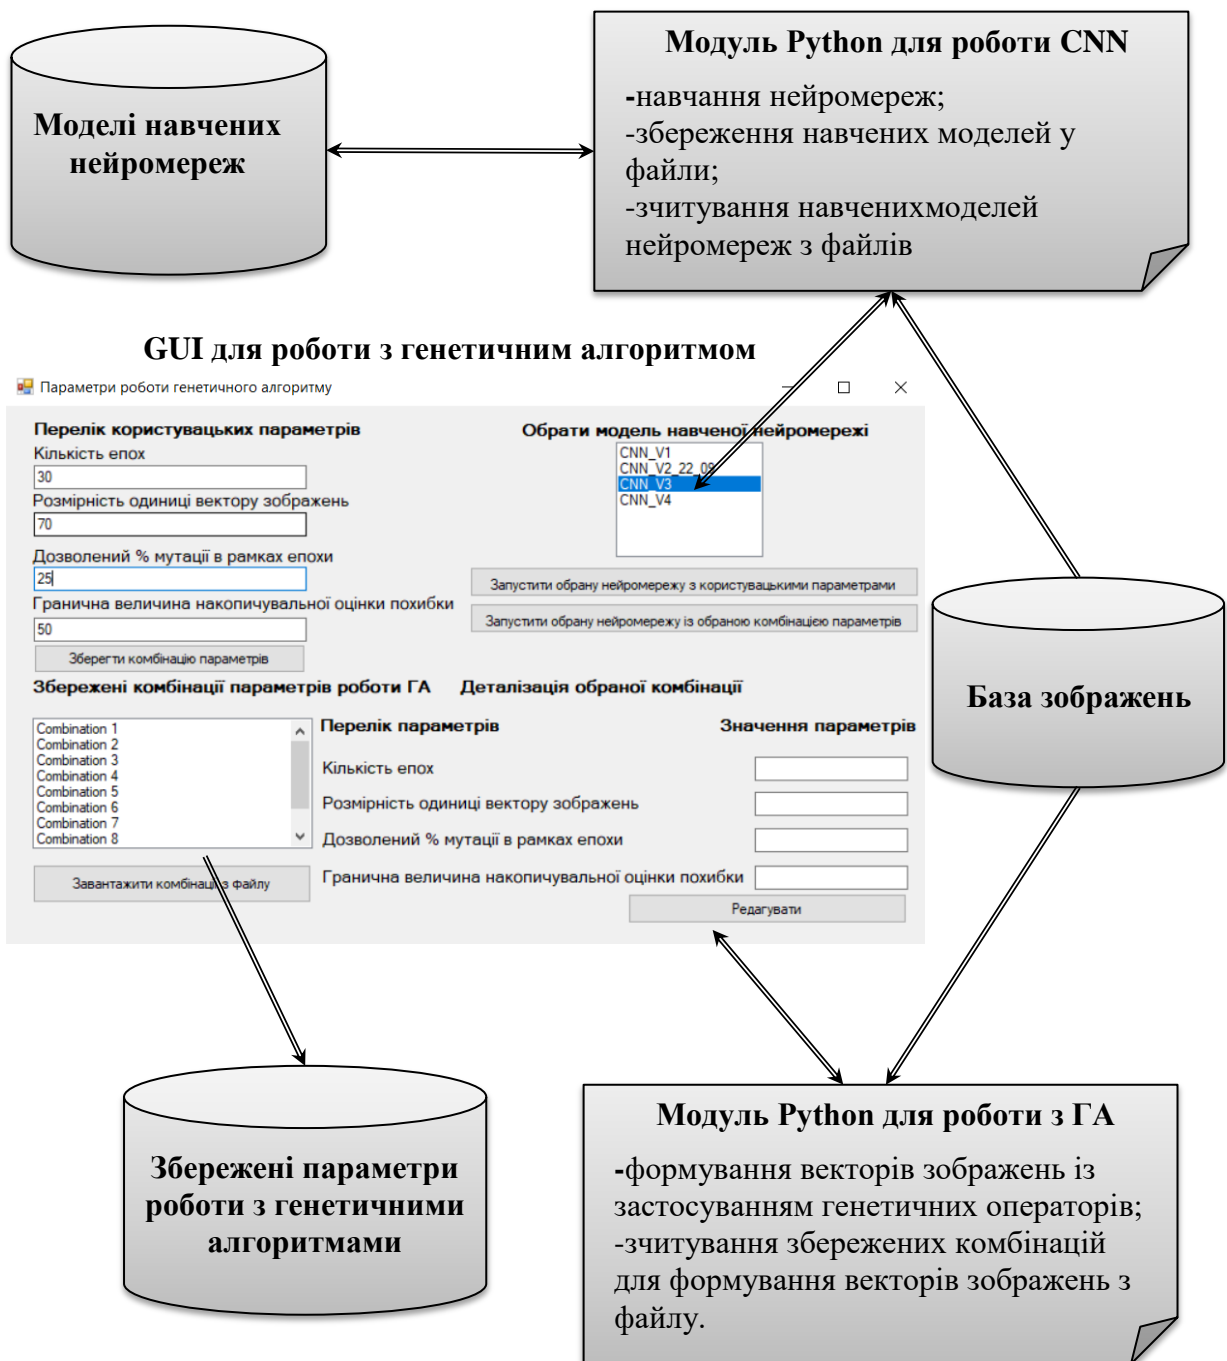 Моделі навчених
нейромереж
Модуль Python для роботи CNN
-навчання нейромереж;
-збереження навчених моделей у
файли;
-зчитування навченихмоделей
нейромереж з файлів
GUI для роботи з генетичним алгоритмом
Параметри роботи генетичного алгоритму
Перелік користувацьких параметрів
Кількість епох
30
Розмірність одиниці вектору зображень
70
Дозволений % мутації в рамках епохи
25
Гранична величина накопичувальної оцінки похибки
50
Зберегти комбінацію параметрів
Обрати модель навченої нейромережі
CNN_V1
CNN_V2_22_09
CNN_V3
CNN_V4
Запустити обрану нейромережу з користувацькими параметрами
Запустити обрану нейромережу із обраною комбінацією параметрів
Збережені комбінації параметрів роботи ГА
Combination 1
Combination 2
Combination 3
Combination 4
Combination 5
Combination 6
Combination 7
Combination 8
Завантажити комбінації з файлу
Деталізація обраної комбінації
Перелік параметрів
Значення параметрів
Кількість епох
Розмірність одиниці вектору зображень
Дозволений % мутації в рамках епохи
Гранична величина накопичувальної оцінки похибки
Редагувати
База зображень
Збережені параметри
роботи з генетичними
алгоритмами
Модуль Python для роботи з ГА
-формування векторів зображень із
застосуванням генетичних операторів;
-зчитування збережених комбінацій
для формування векторів зображень з
файлу.